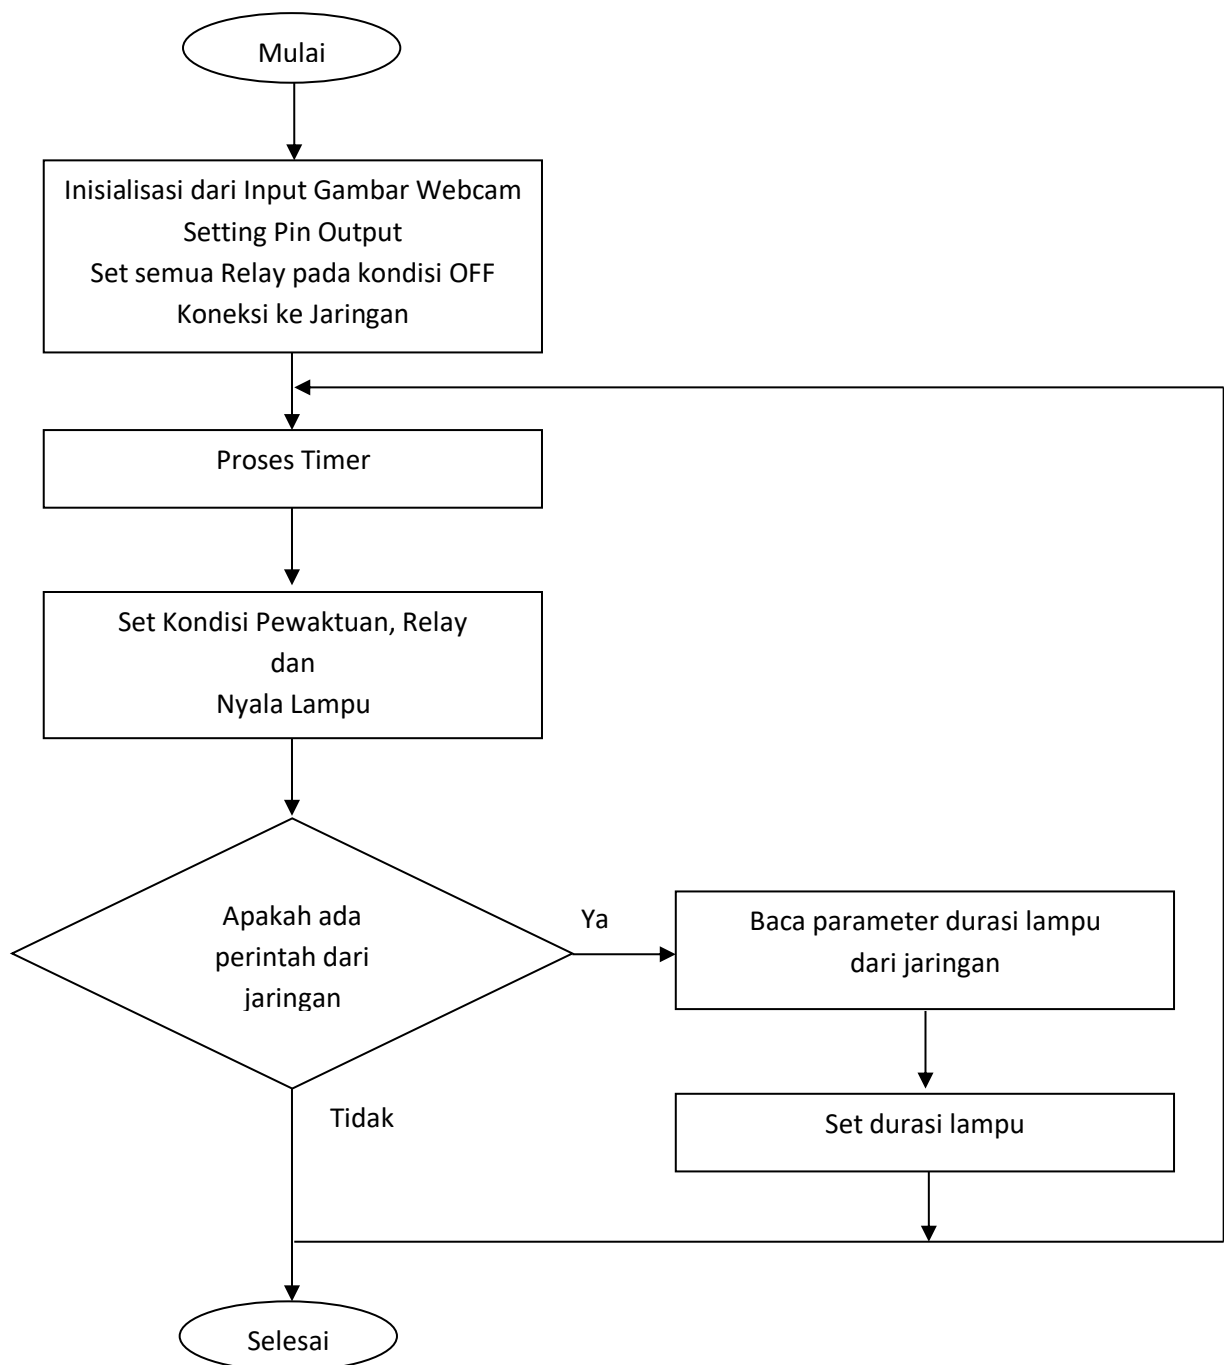 Mulai
Inisialisasi dari Input Gambar Webcam
Setting Pin Output
Set semua Relay pada kondisi OFF
Koneksi ke Jaringan
Proses Timer
Set Kondisi Pewaktuan, Relay
dan
Nyala Lampu
Apakah ada
perintah dari
jaringan
Ya
Baca parameter durasi lampu
dari jaringan
Set durasi lampu
Tidak
Selesai